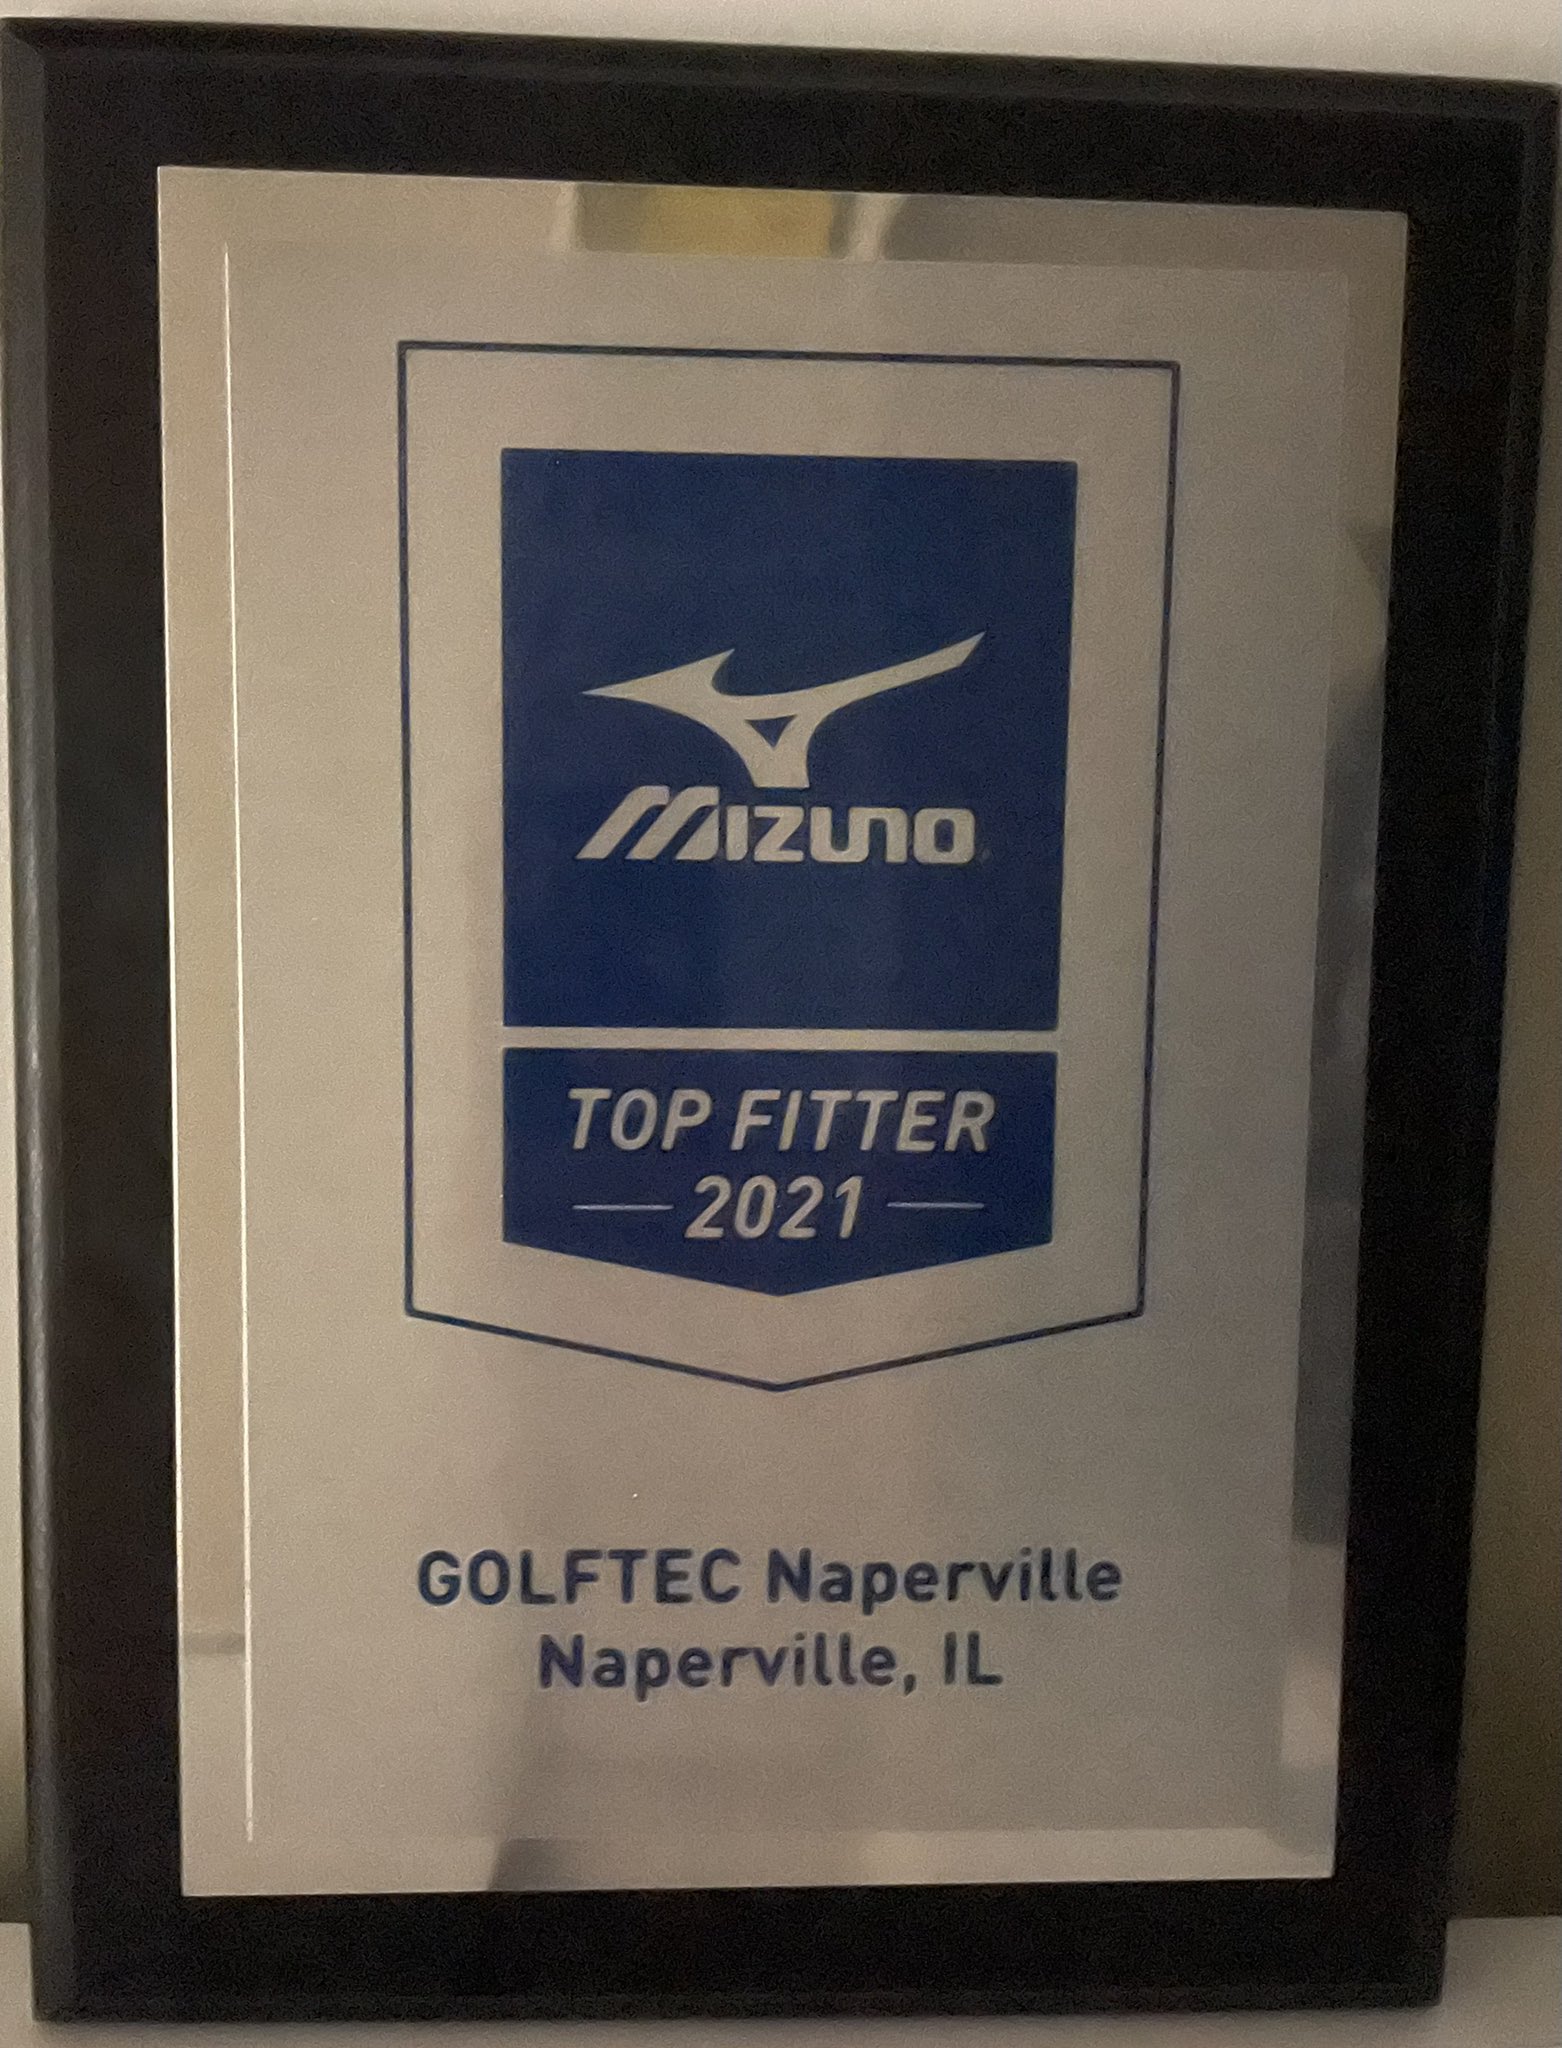 MIZUNO
TOP FITTER
2021
GOLFTEC Naperville
Naperville, IL